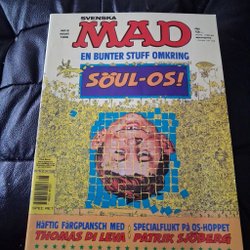 SVENSKA
MAD
EN BUNTER STUFF OMKRING
SÖUL-OS!
HÄFTIG FÄRGPLANSCH MED
THOMAS DI LEVA
SPECIALFLUKT PÅ OS-HOPPET
PATRIK SJÖBERG